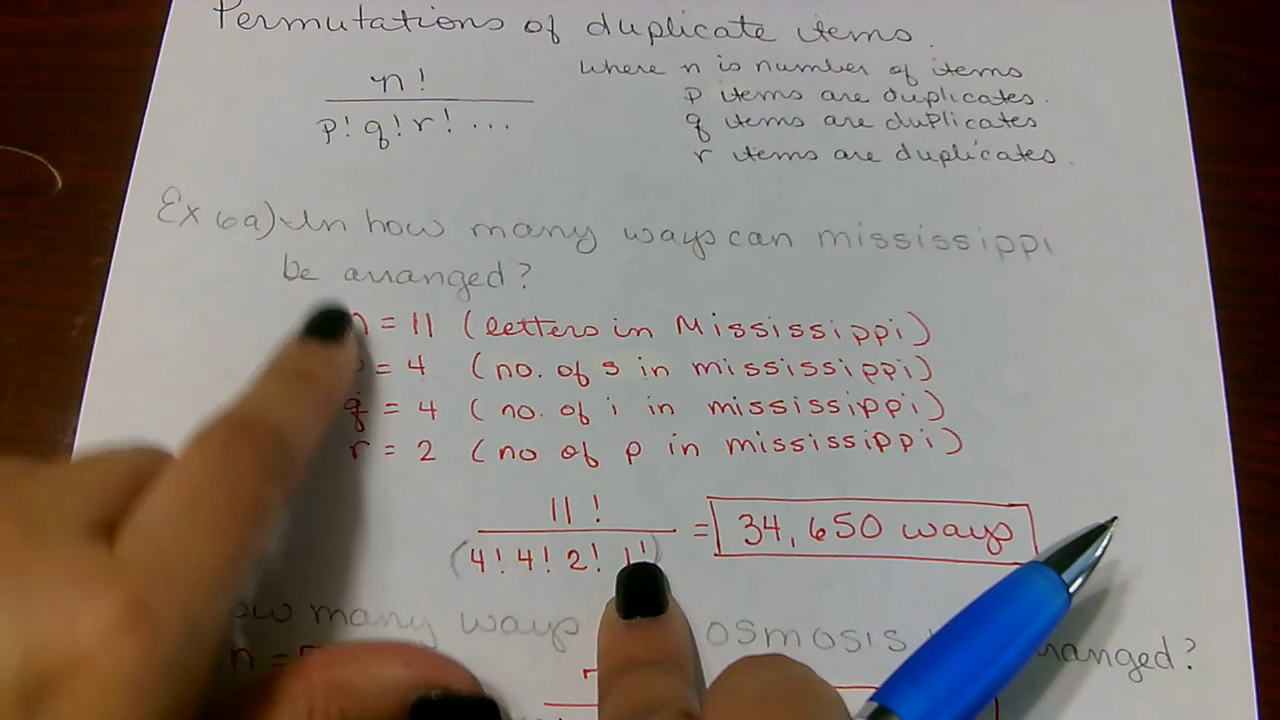 Permutations of duplicate items.
n!
p! q! r! ...
where n is number of items
p items are duplicates.
q items are duplicates
r items are duplicates.
Ex 6a) In how many ways can mississippi
be arranged?
= 11 (letters in Mississippi)
= 4 (no. of s in mississippi)
q = 4 (no. of i in mississippi)
r = 2 (no of p in mississippi)
11!
(4! 4! 2! 1!)
= 34,650 ways
how many ways osmosis arranged?
n =